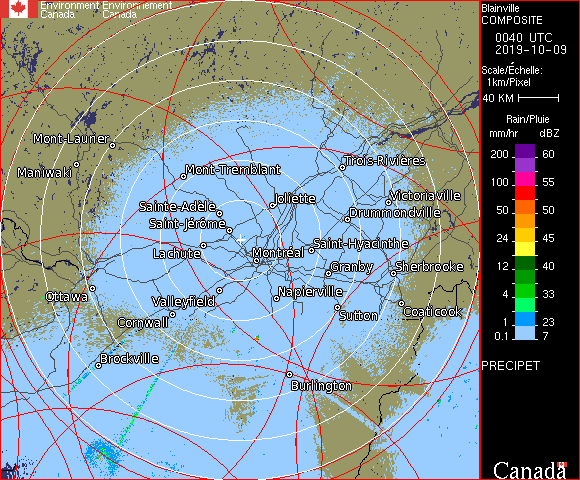 Environment Environnement
Canada Canada
Blainville
COMPOSITE
0040 UTC
2019-10-09
Scale/Échelle:
1km/Pixel
40 KM
Rain/Pluie
mm/hr dBZ
200 60
100 55
50 50
24 45
12 40
4 33
1 23
0.1 7
PRECIPET
Canada
Mont-Laurier
Maniwaki
Mont-Tremblant
Trois-Rivières
Sainte-Adèle
Joliette
Victoriaville
Drummondville
Saint-Jérôme
Lachute
Montréal
Saint-Hyacinthe
Granby
Sherbrooke
Ottawa
Valleyfield
Napierville
Cornwall
Sutton
Coaticook
Brockville
Burlington